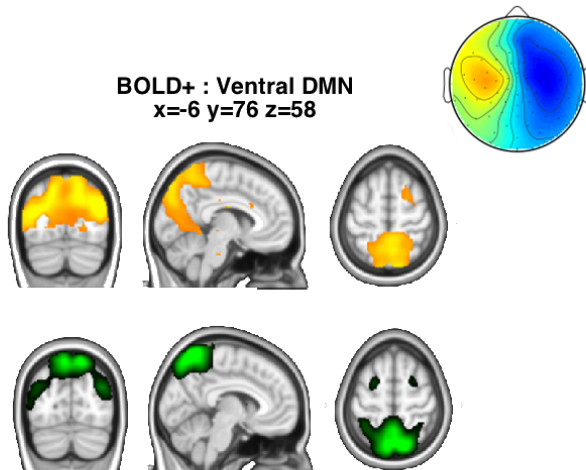 BOLD+ : Ventral DMN
x=-6 y=76 z=58